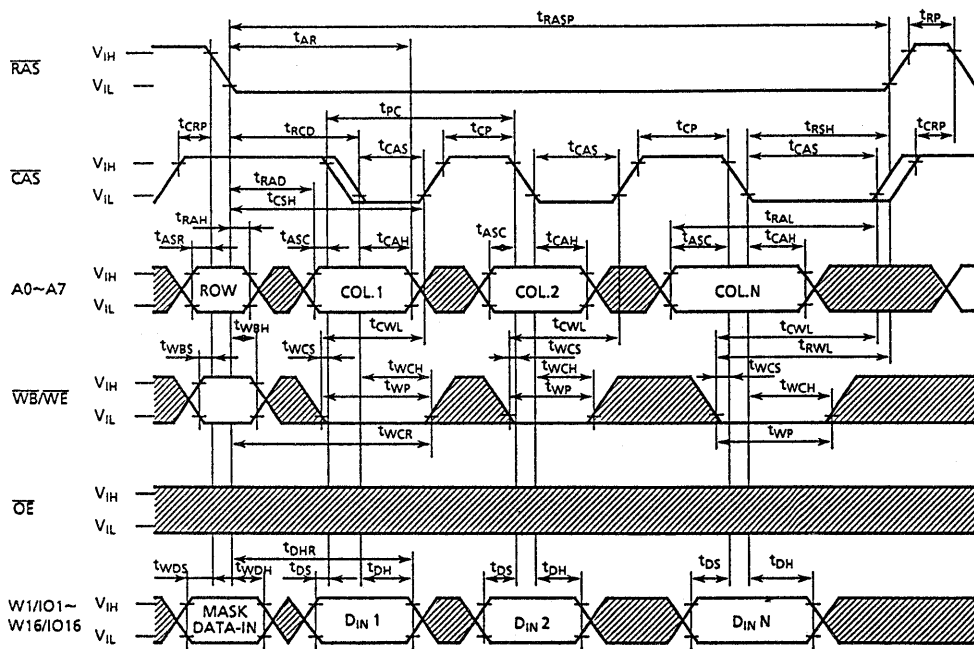 tRASP
tRP
tAR
RAS
VIH
VIL
tPC
tCRP
tRCD
tCP
tCP
tRSH
tCRP
tCAS
tCAS
tCAS
CAS
VIH
VIL
tRAD
tCSH
tRAH
tRAL
tASR
tASC
tCAH
tASC
tCAH
tASC
tCAH
A0~A7
VIH
VIL
ROW
COL.1
COL.2
COL.N
tWBH
tCWL
tCWL
tCWL
tWBS
tWCS
tWCS
tRWL
tWCH
tWCH
tWCS
WB/WE
VIH
VIL
tWP
tWP
tWCH
tWCR
tWP
OE
VIH
VIL
tDHR
tWDS
tWDH
tDS
tDH
tDS
tDH
tDS
tDH
W1/IO1~
W16/IO16
VIH
VIL
MASK
DATA-IN
DIN 1
DIN 2
DIN N